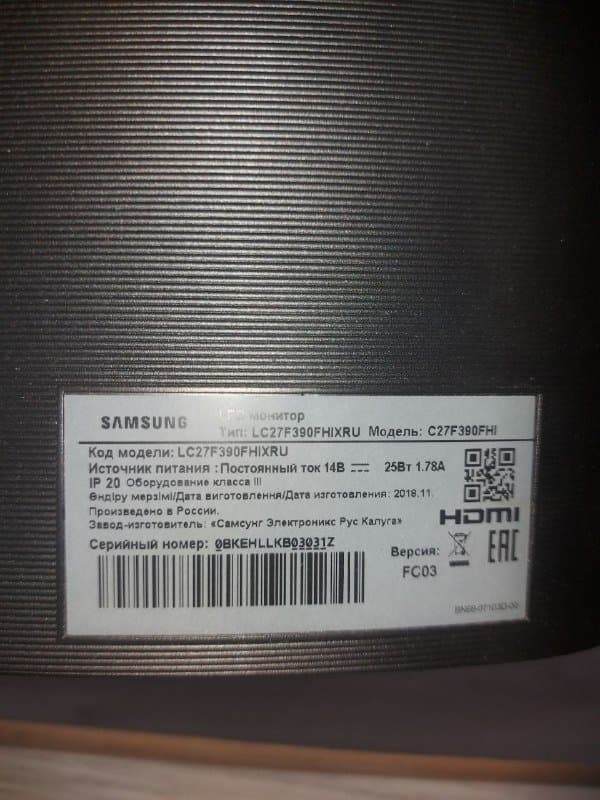 SAMSUNG
монитор
Тип: LC27F390FHIXRU Модель: C27F390FHI
Код модели: LC27F390FHIXRU
Источник питания : Постоянный ток 14В 25Вт 1.78A
IP 20 Оборудование класса III
Өндіру мерзімі/Дата виготовлення/Дата изготовления: 2018.11.
Произведено в России.
Завод-изготовитель: «Самсунг Электроникс Рус Калуга»
HDMI
Серийный номер: 0BKEHLLKB03031Z
Версия:
FC03
EAC